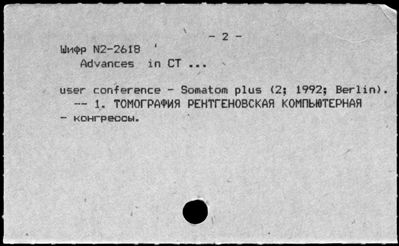 - 2 -
Шифр N2-2618
Advances in CT ...
user conference - Somatom plus (2; 1992; Berlin).
-- 1. ТОМОГРАФИЯ РЕНТГЕНОВСКАЯ КОМПЬЮТЕРНАЯ
- конгрессы.